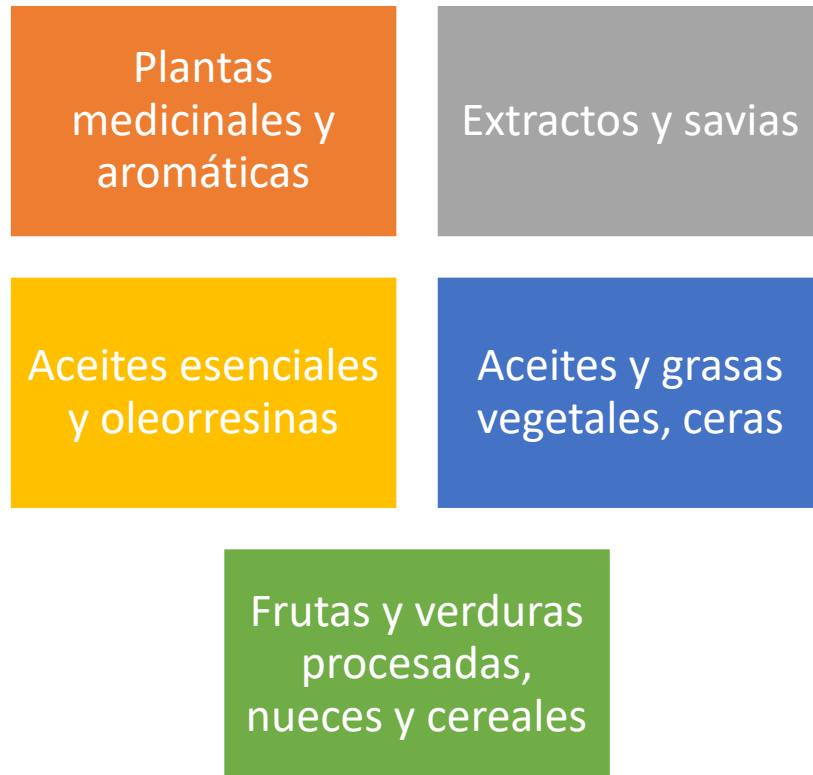 Plantas
medicinales y
aromáticas
Extractos y savias
Aceites esenciales
y oleorresinas
Aceites y grasas
vegetales, ceras
Frutas y verduras
procesadas,
nueces y cereales